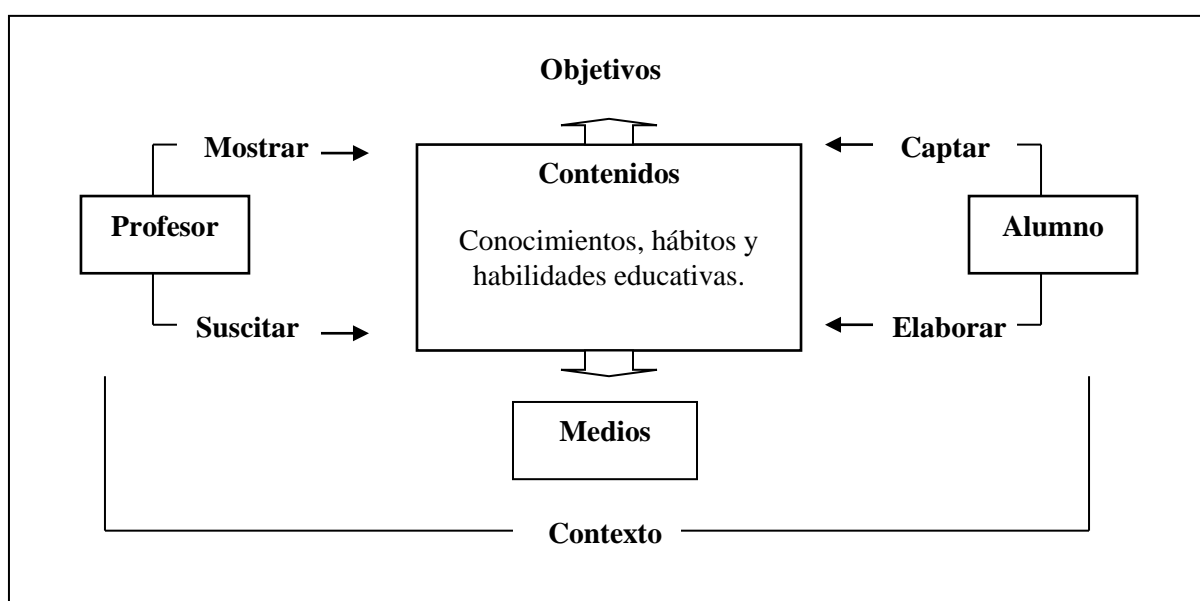 Objetivos
Mostrar
Captar
Contenidos
Profesor
Alumno
Conocimientos, hábitos y
habilidades educativas.
Suscitar
Elaborar
Medios
Contexto